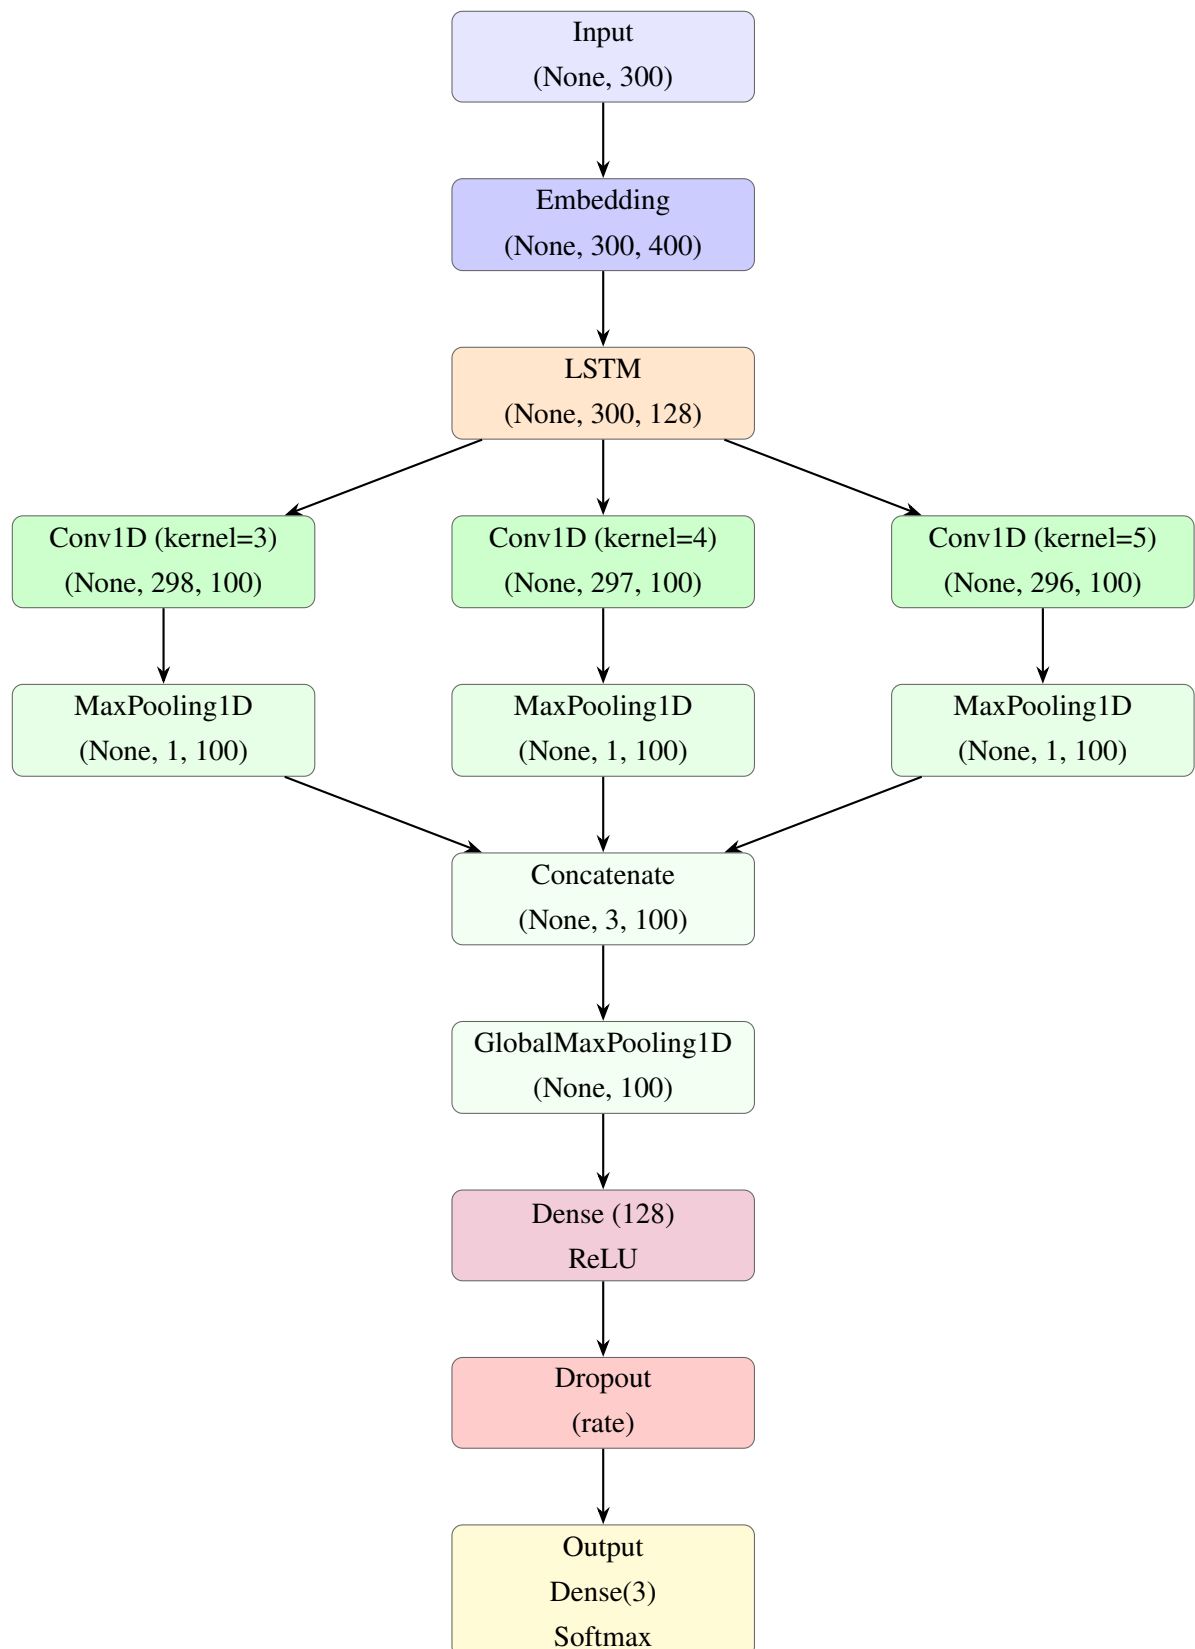 Input
(None, 300)
Embedding
(None, 300, 400)
LSTM
(None, 300, 128)
Conv1D (kernel=3)
(None, 298, 100)
Conv1D (kernel=4)
(None, 297, 100)
Conv1D (kernel=5)
(None, 296, 100)
MaxPooling1D
(None, 1, 100)
MaxPooling1D
(None, 1, 100)
MaxPooling1D
(None, 1, 100)
Concatenate
(None, 3, 100)
GlobalMaxPooling1D
(None, 100)
Dense (128)
ReLU
Dropout
(rate)
Output
Dense(3)
Softmax